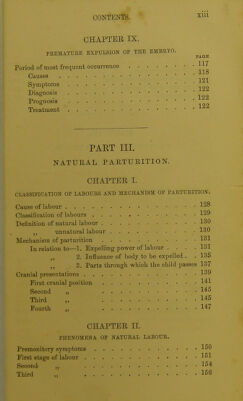 CONTENTS. xiii
CHAPTER IX.
PREMATURE EXPULSION OF THE EMBRYO.
PAGE
Period of most frequent occurrence . . . . . . . 117
Causes . . . . . . . 118
Symptoms . . . . . . . 121
Diagnosis . . . . . . . 122
Prognosis . . . . . . . 122
Treatment . . . . . . . 122
PART III.
NATURAL PARTURITION.
CHAPTER I.
CLASSIFICATION OF LABOURS AND MECHANISM OF PARTURITION.
Cause of labour . . . . . . . 128
Classification of labours . . . . . . . 129
Definition of natural labour . . . . . . . 130
„ unnatural labour . . . . . . . 130
Mechanism of parturition . . . . . . . 131
In relation to—1. Expelling power of labour . . . 131
„ 2. Influence of body to be expelled . . 135
„ 3. Parts through which the child passes 137
Cranial presentations . . . . . . . 139
First cranial position . . . . . . . 141
Second „ . . . . . . . 145
Third „ . . . . . . . 145
Fourth „ . . . . . . . 147
CHAPTER II.
PHENOMENA OF NATURAL LABOUR.
Premonitory symptoms . . . . . . . 150
First stage of labour . . . . . . . 151
Second „ . . . . . . . 154
Third „ . . . . . . . 156